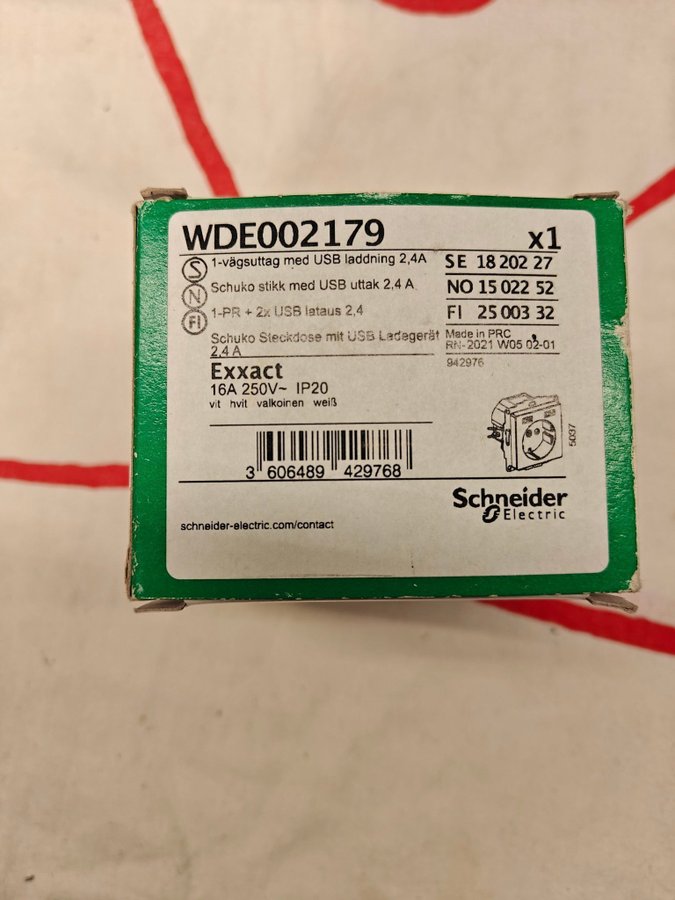 WDE002179 x1
S 1-vägsuttag med USB laddning 2,4A
N Schuko stikk med USB uttak 2,4 A
FI 1-PR + 2x USB lataus 2,4
Schuko Steckdose mit USB Ladegerät
2,4 A
SE 18 202 27
NO 15 022 52
FI 25 003 32
Made in PRC
RN-2021 W05 02-01
942976
Exxact
16A 250V~ IP20
vit hvit valkoinen weiß
3 606489 429768
5037
Schneider
Electric
schneider-electric.com/contact